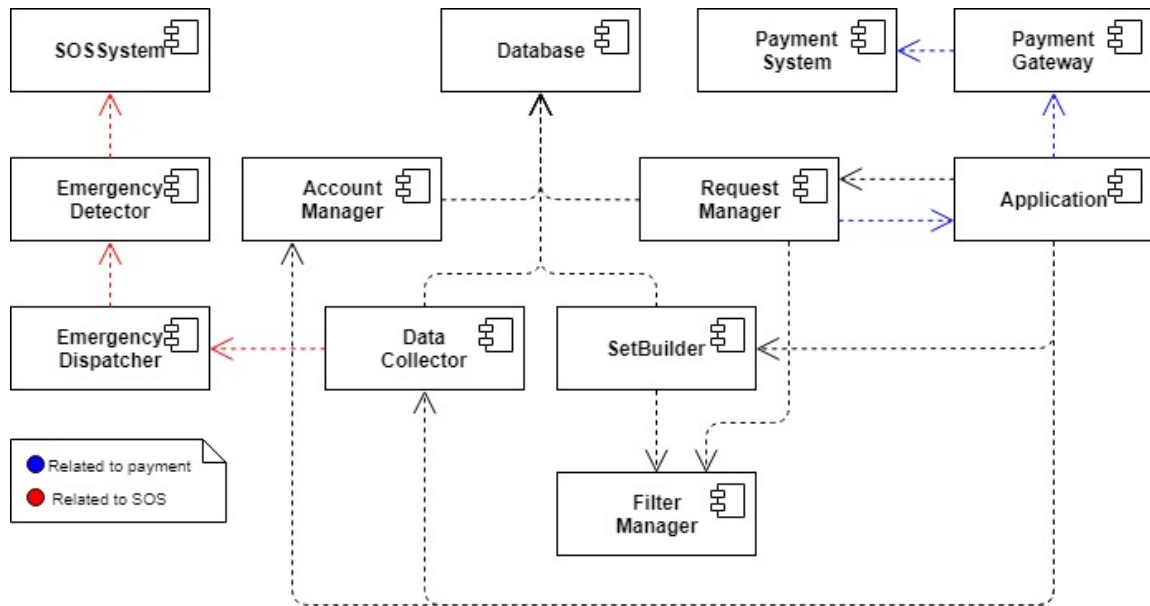 SOSSystem
Database
Payment
System
Payment
Gateway
Emergency
Detector
Account
Manager
Request
Manager
Application
Emergency
Dispatcher
Data
Collector
SetBuilder
Related to payment
Related to SOS
Filter
Manager